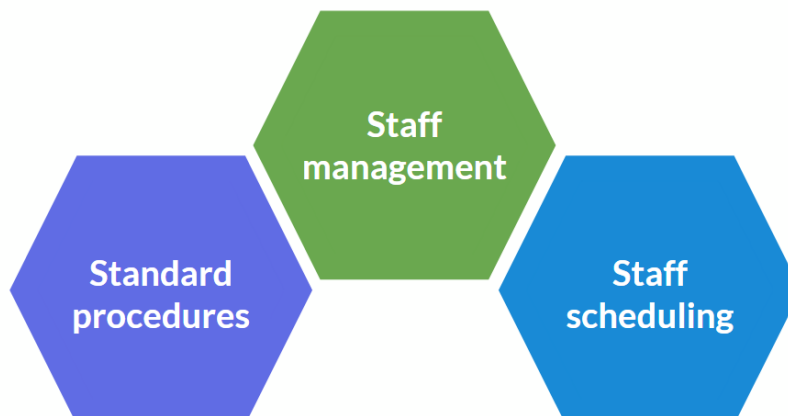 Staff
management
Standard
procedures
Staff
scheduling